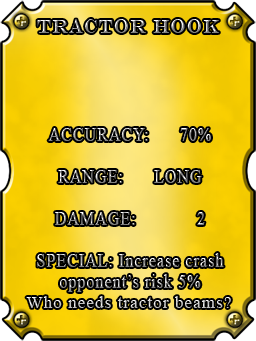 TRACTOR HOOK
ACCURACY: 70%
RANGE: LONG
DAMAGE: 2
SPECIAL: Increase crash
opponent's risk 5%
Who needs tractor beams?